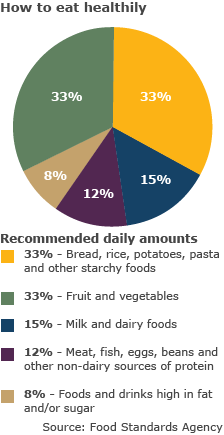 How to eat healthily
33%
33%
8%
15%
12%
Recommended daily amounts
33% - Bread, rice, potatoes, pasta
and other starchy foods
33% - Fruit and vegetables
15% - Milk and dairy foods
12% - Meat, fish, eggs, beans and
other non-dairy sources of protein
8% - Foods and drinks high in fat
and/or sugar
Source: Food Standards Agency